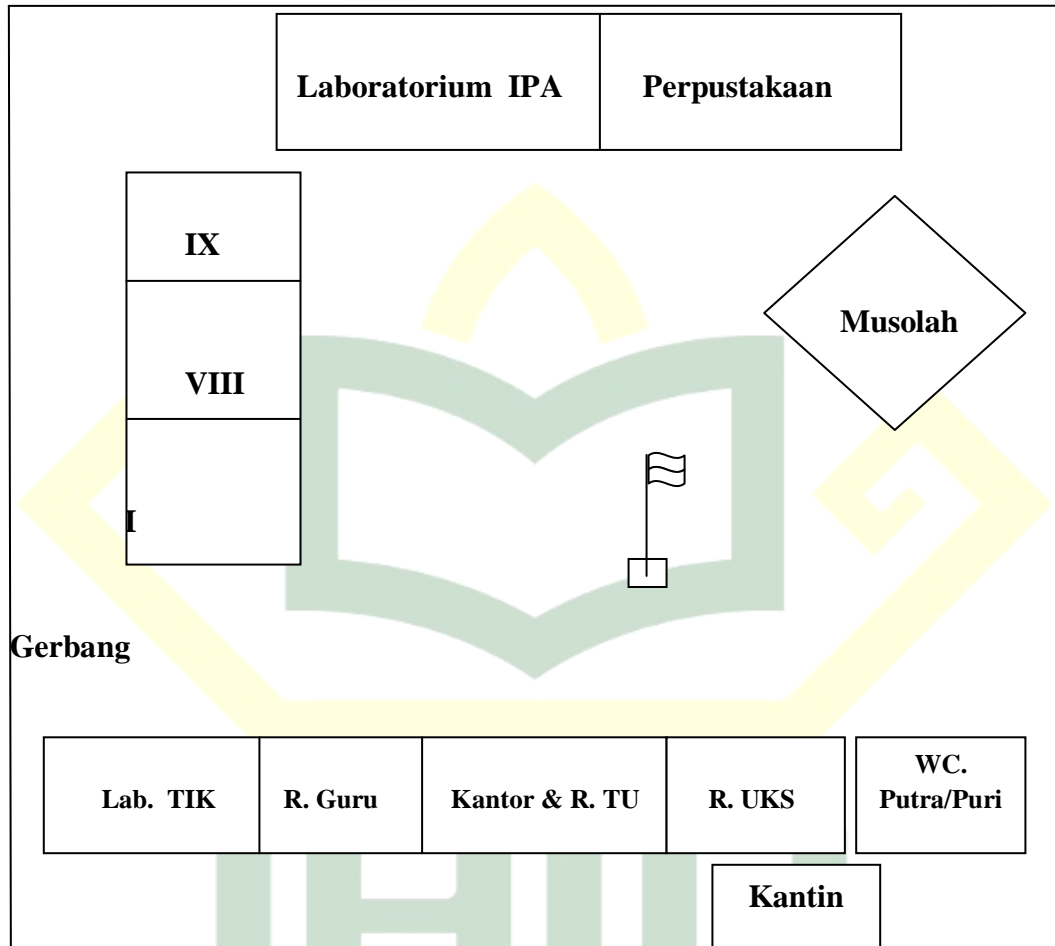 Laboratorium IPA
Perpustakaan
IX
Musolah
VIII
I
Gerbang
Lab. TIK
R. Guru
Kantor & R. TU
R. UKS
WC.
Putra/Puri
Kantin